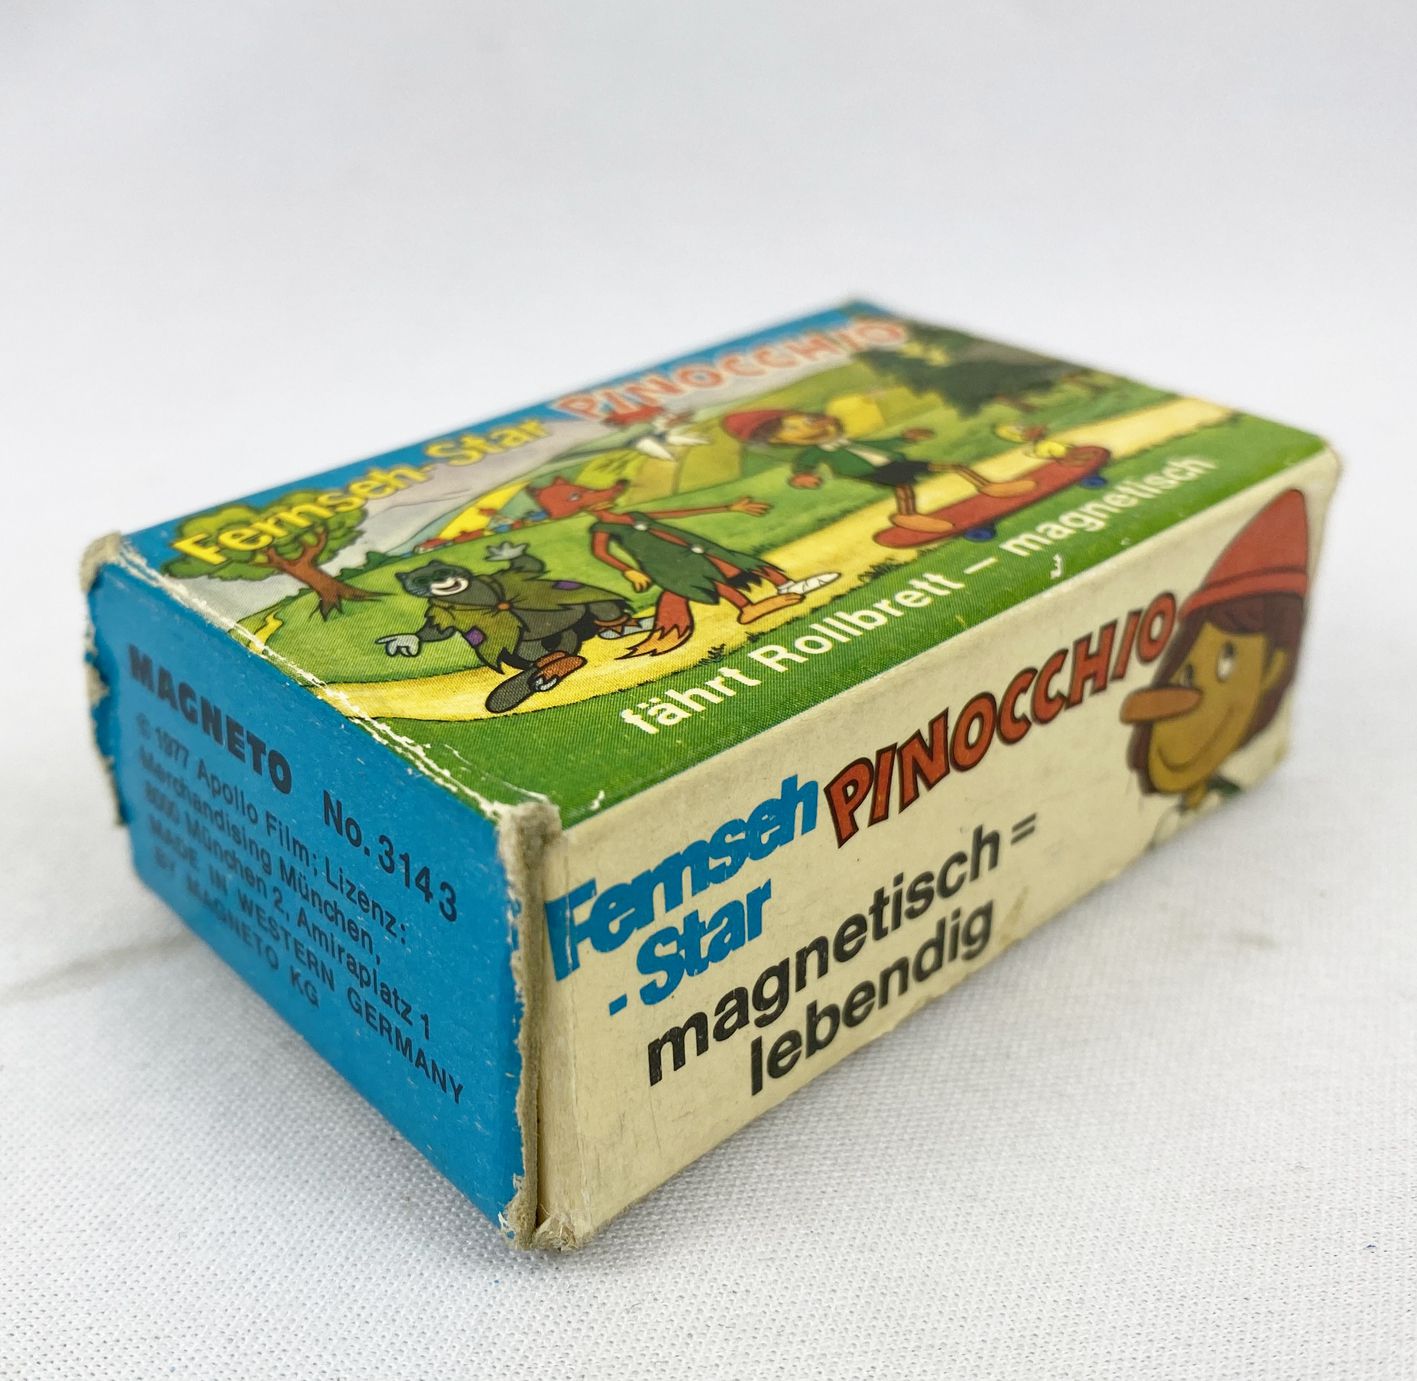 Fernseh-Star PINOCCHIO
fährt Rollbrett – magnetisch
MAGNETO No. 3143
© 1977 Apollo Film; Lizenz:
Merchandising München,
8000 München 2, Amiraplatz 1
MADE IN WESTERN GERMANY
BY MAGNETO KG
Fernseh PINOCCHIO
-Star
magnetisch =
lebendig